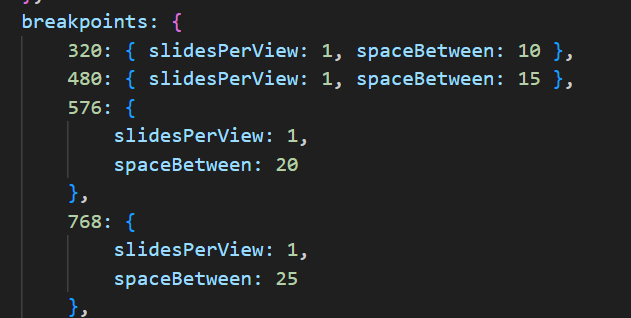 breakpoints: {
320: { slidesPerView: 1, spaceBetween: 10 },
480: { slidesPerView: 1, spaceBetween: 15 },
576: {
slidesPerView: 1,
spaceBetween: 20
},
768: {
slidesPerView: 1,
spaceBetween: 25
},